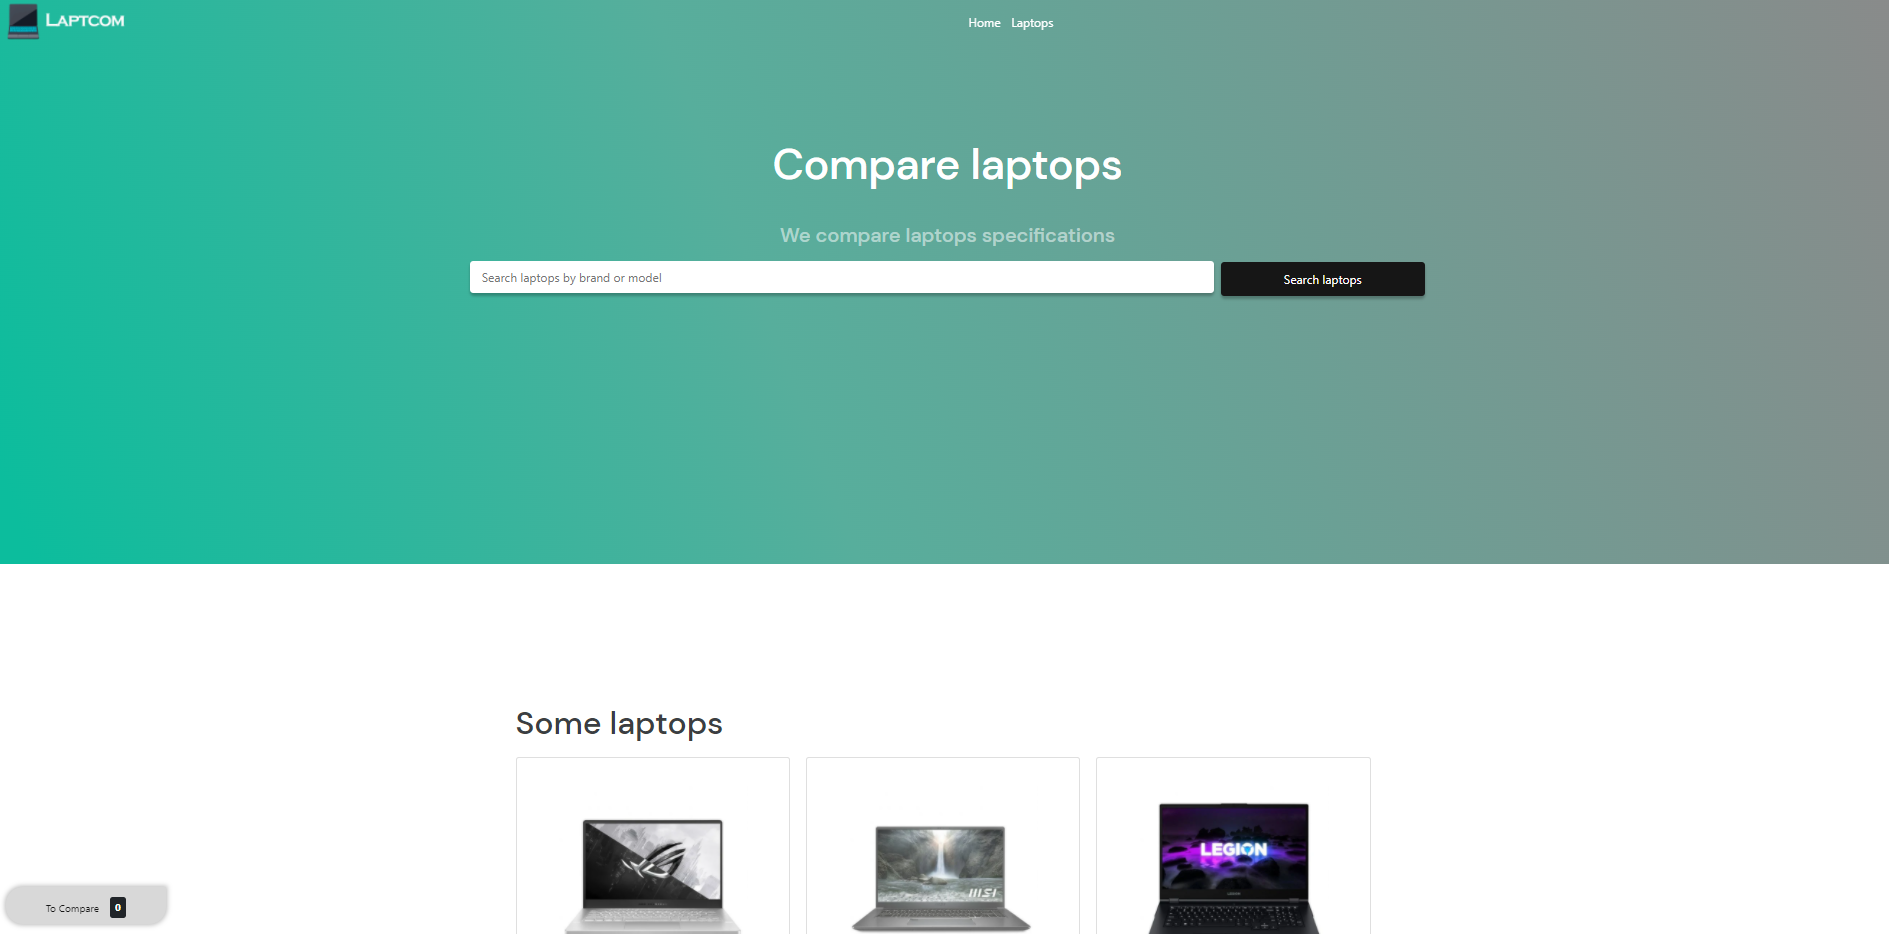 LAPTCOM
Home Laptops
Compare laptops
We compare laptops specifications
Search laptops by brand or model
Search laptops
Some laptops
msi
LEGION
To Compare 0